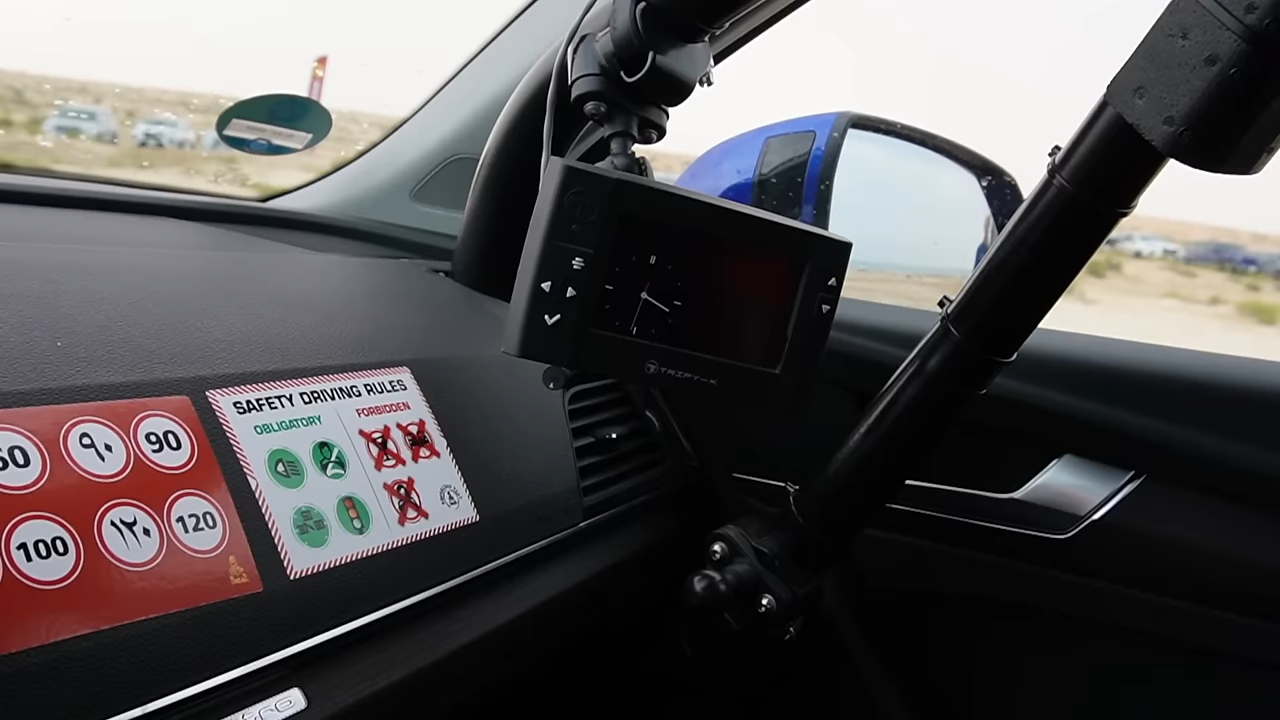 60
٩٠
90
100
١٢٠
120
SAFETY DRIVING RULES
OBLIGATORY
FORBIDDEN
TRIPY-K